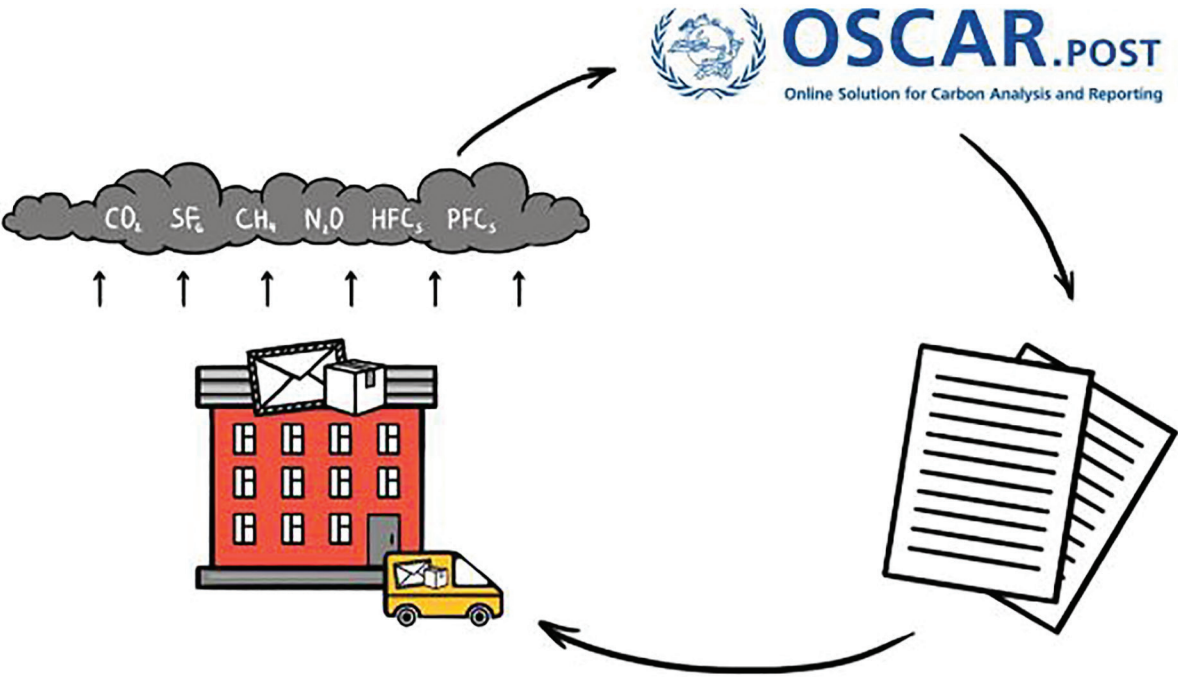 OSCAR.POST
Online Solution for Carbon Analysis and Reporting
CO₂ SF₆ CH₄ N₂O HFCs PFCs